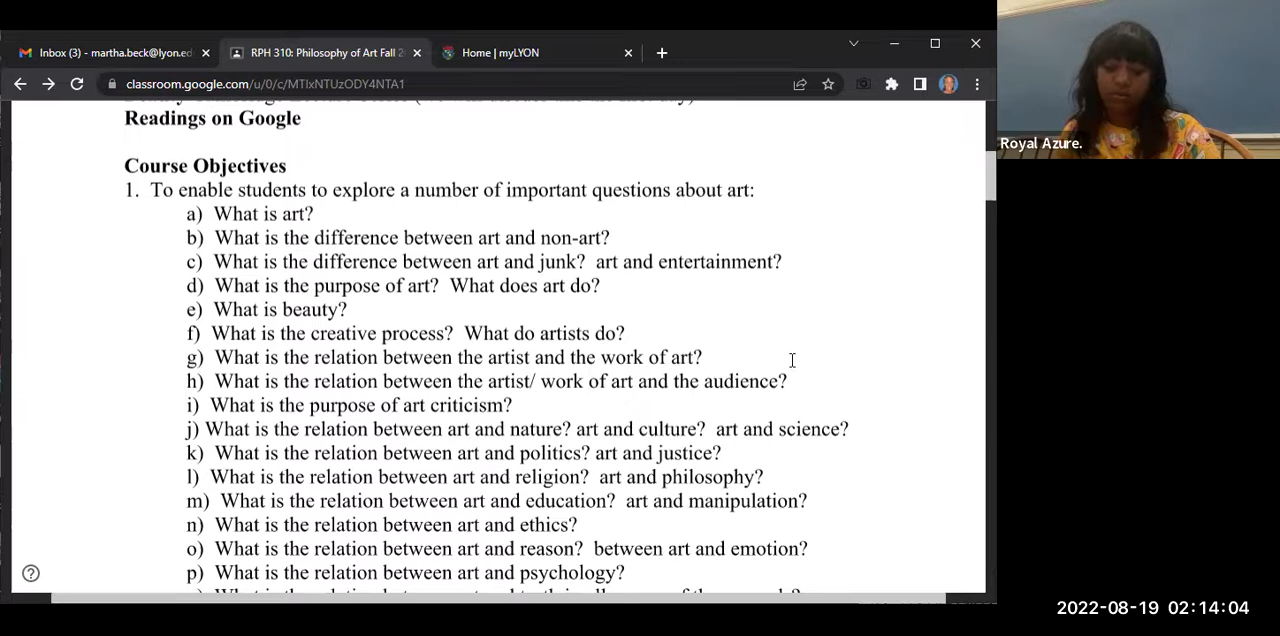 Inbox (3) - martha.beck@lyon.ed
RPH 310: Philosophy of Art Fall 2
Home | myLYON
classroom.google.com/u/0/c/MTIxNTUzODY4NTA1
Readings on Google
Royal Azure.
Course Objectives
1. To enable students to explore a number of important questions about art:
a) What is art?
b) What is the difference between art and non-art?
c) What is the difference between art and junk? art and entertainment?
d) What is the purpose of art? What does art do?
e) What is beauty?
f) What is the creative process? What do artists do?
g) What is the relation between the artist and the work of art?
h) What is the relation between the artist/ work of art and the audience?
i) What is the purpose of art criticism?
j) What is the relation between art and nature? art and culture? art and science?
k) What is the relation between art and politics? art and justice?
l) What is the relation between art and religion? art and philosophy?
m) What is the relation between art and education? art and manipulation?
n) What is the relation between art and ethics?
o) What is the relation between art and reason? between art and emotion?
p) What is the relation between art and psychology?
2022-08-19 02:14:04